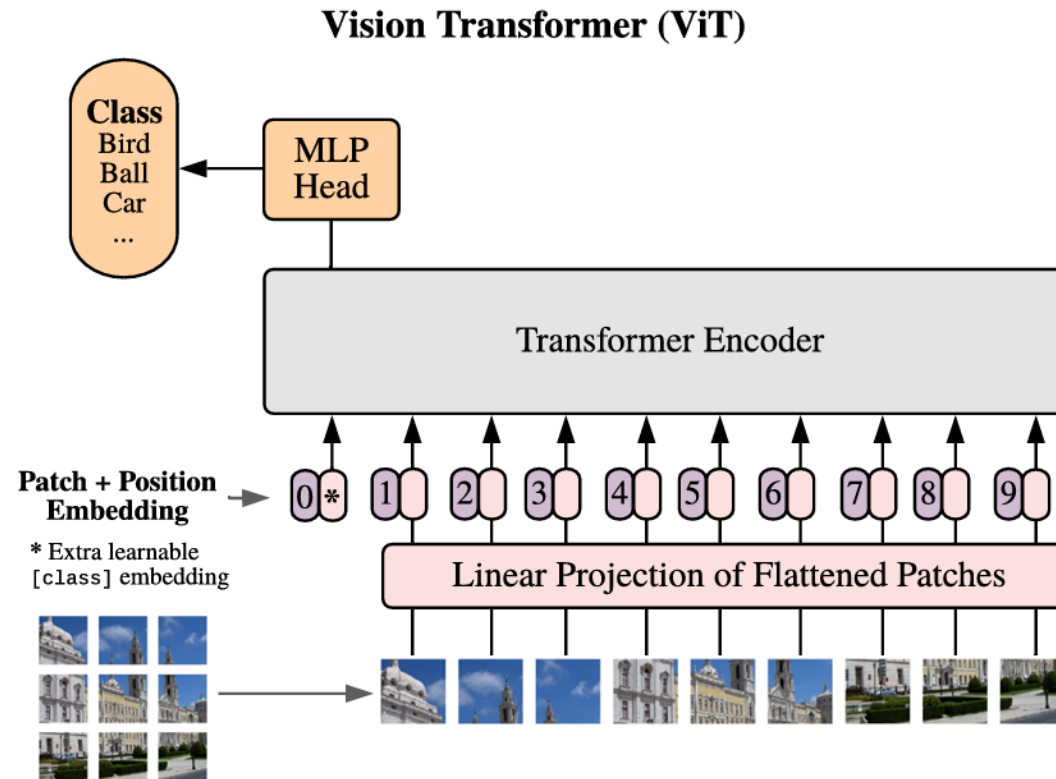 Vision Transformer (ViT)
Class
Bird
Ball
Car
...
MLP
Head
Transformer Encoder
Patch + Position
Embedding
0 * 1 2 3 4 5 6 7 8 9
* Extra learnable
[class] embedding
Linear Projection of Flattened Patches